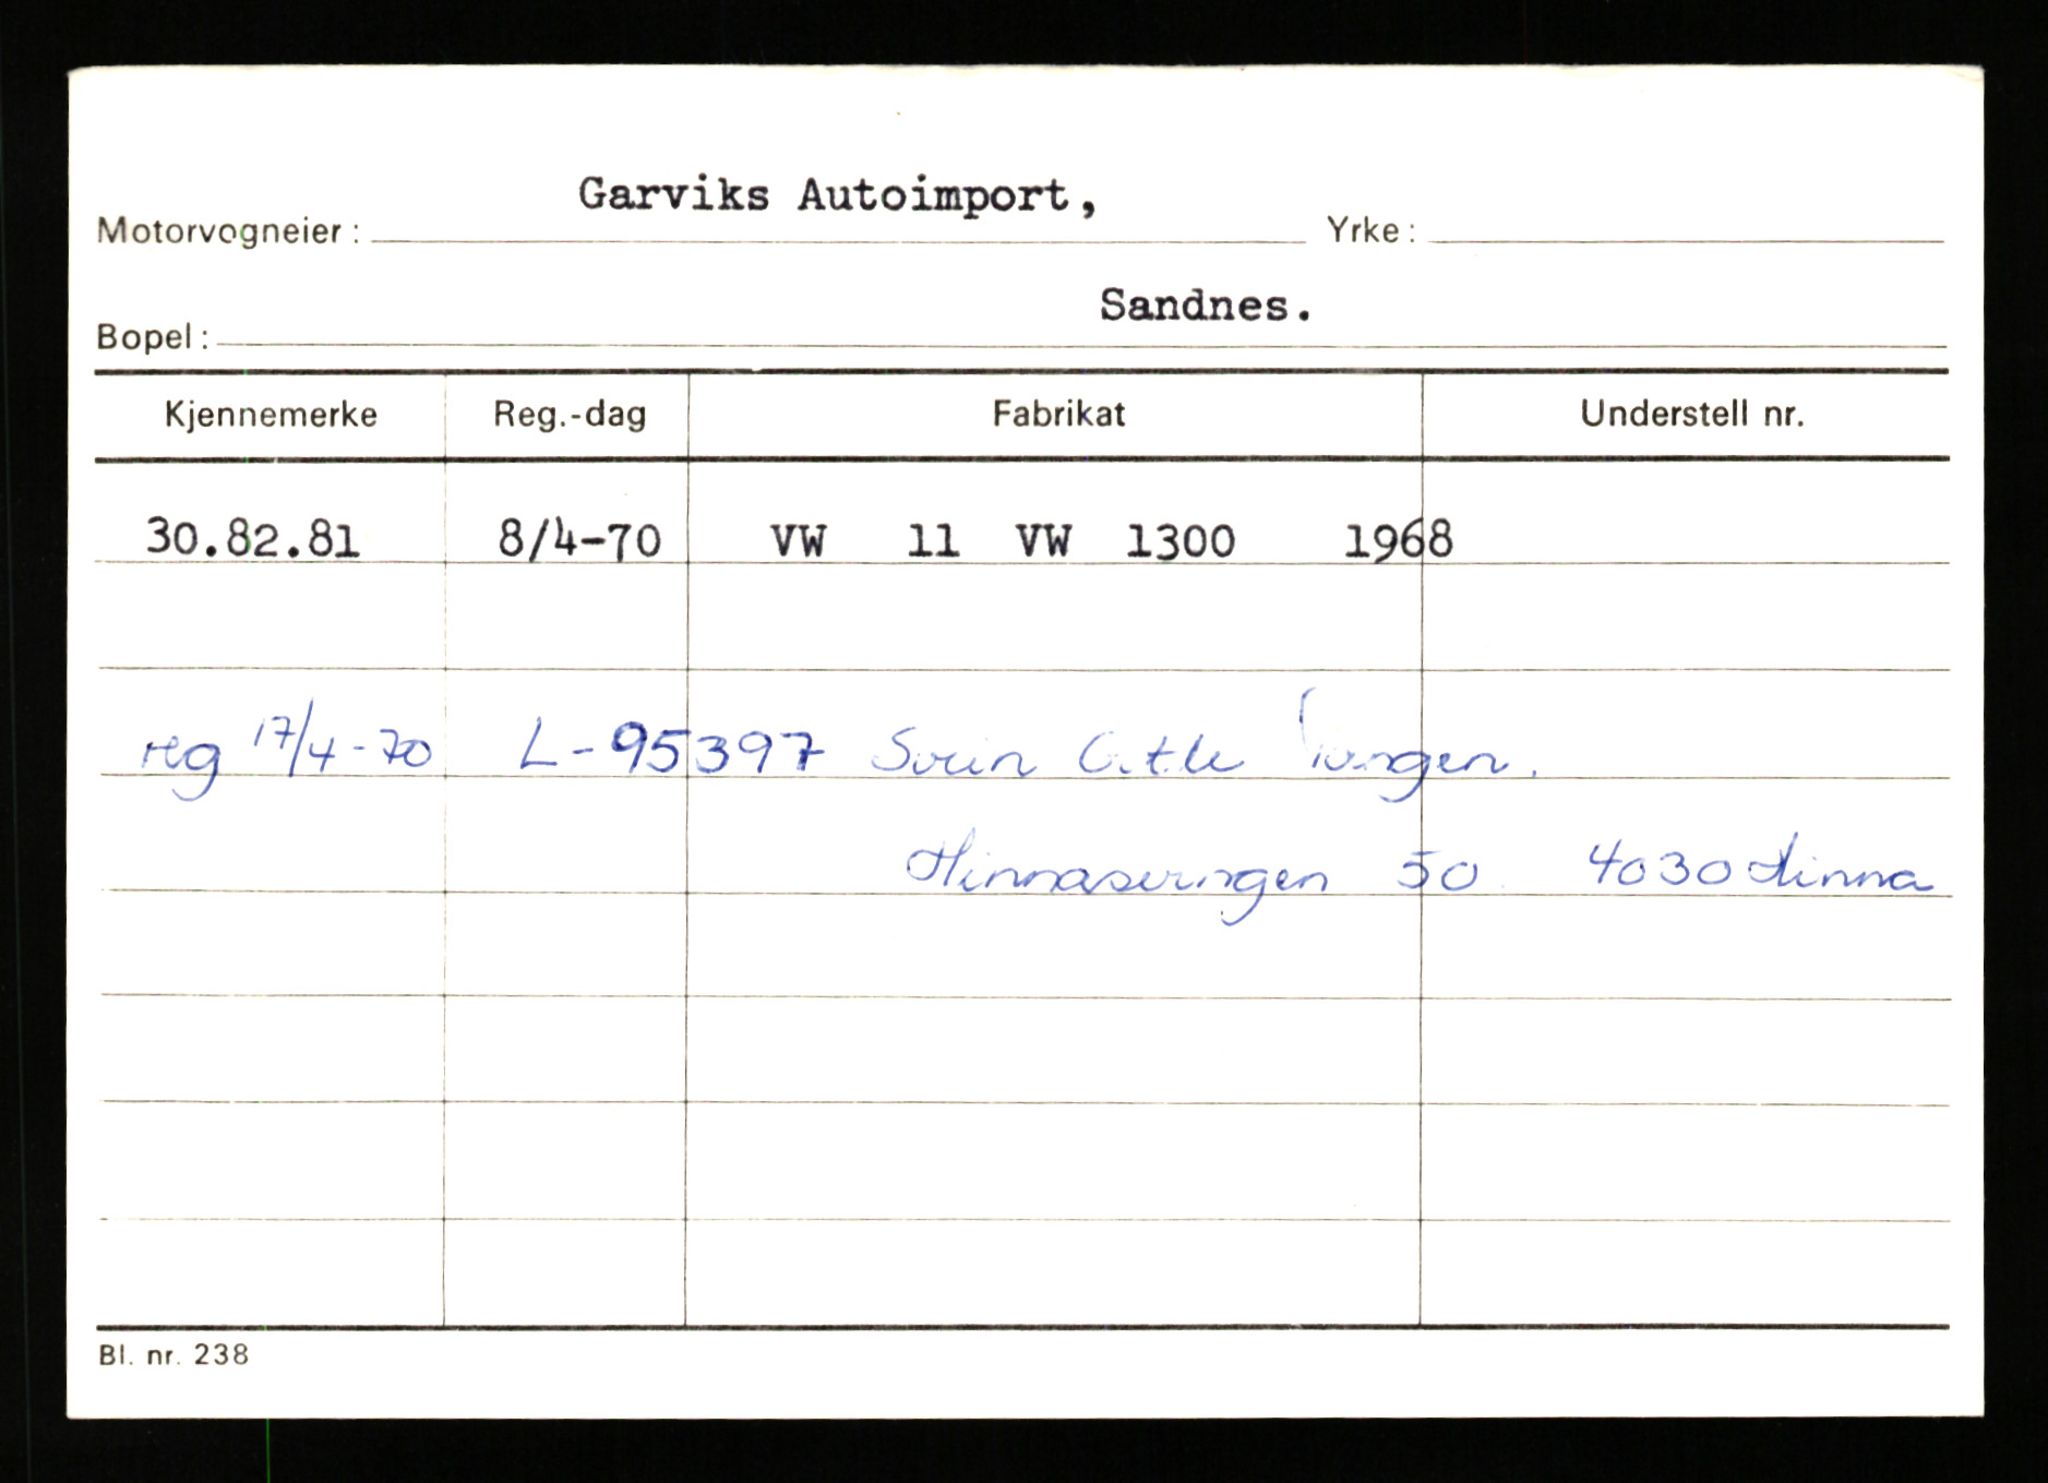 Garviks Autoimport,
Motorvogneier: Yrke:
Sandnes.
Bopel:
Kjennemerke Reg.-dag Fabrikat Understell nr.
30.82.81 8/4-70 VW 11 VW 1300 1968
reg 17/4-70 L-95397 Svein Atle
Hinnasvingen 50 4030 Hinna
Bl. nr. 238